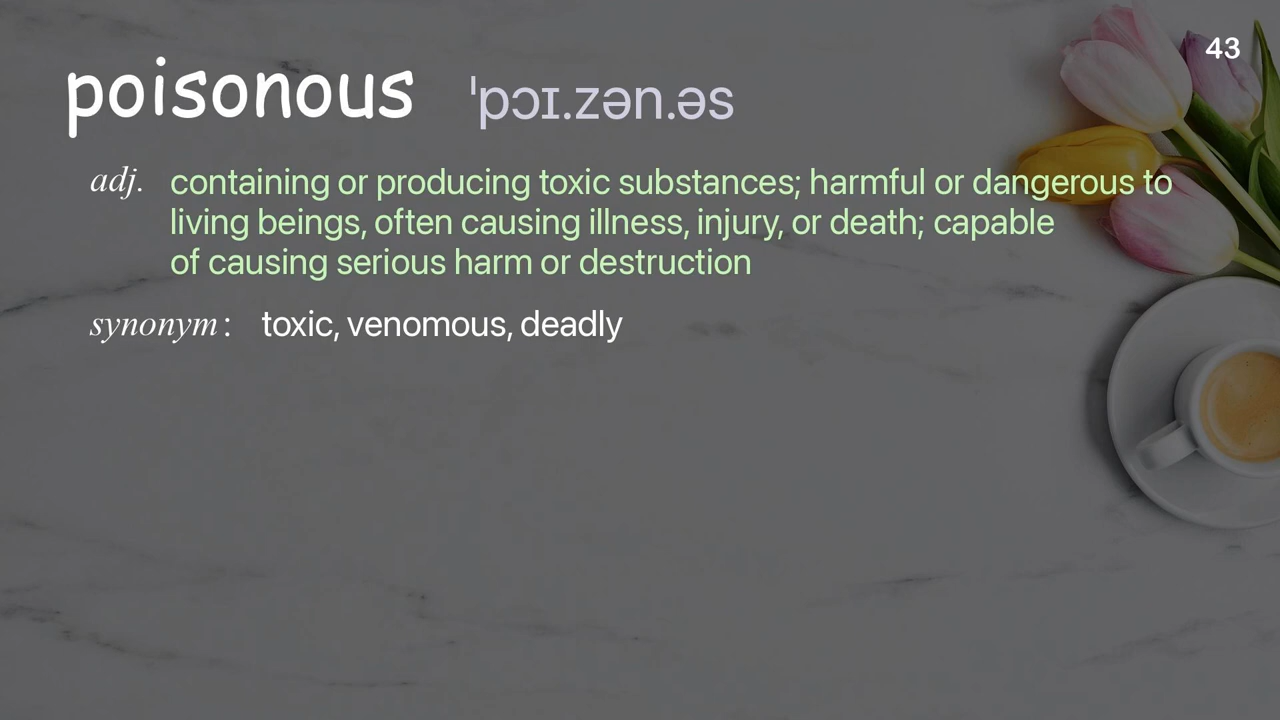 43
poisonous ˈpɔɪ.zən.əs
adj. containing or producing toxic substances; harmful or dangerous to
living beings, often causing illness, injury, or death; capable
of causing serious harm or destruction
synonym: toxic, venomous, deadly